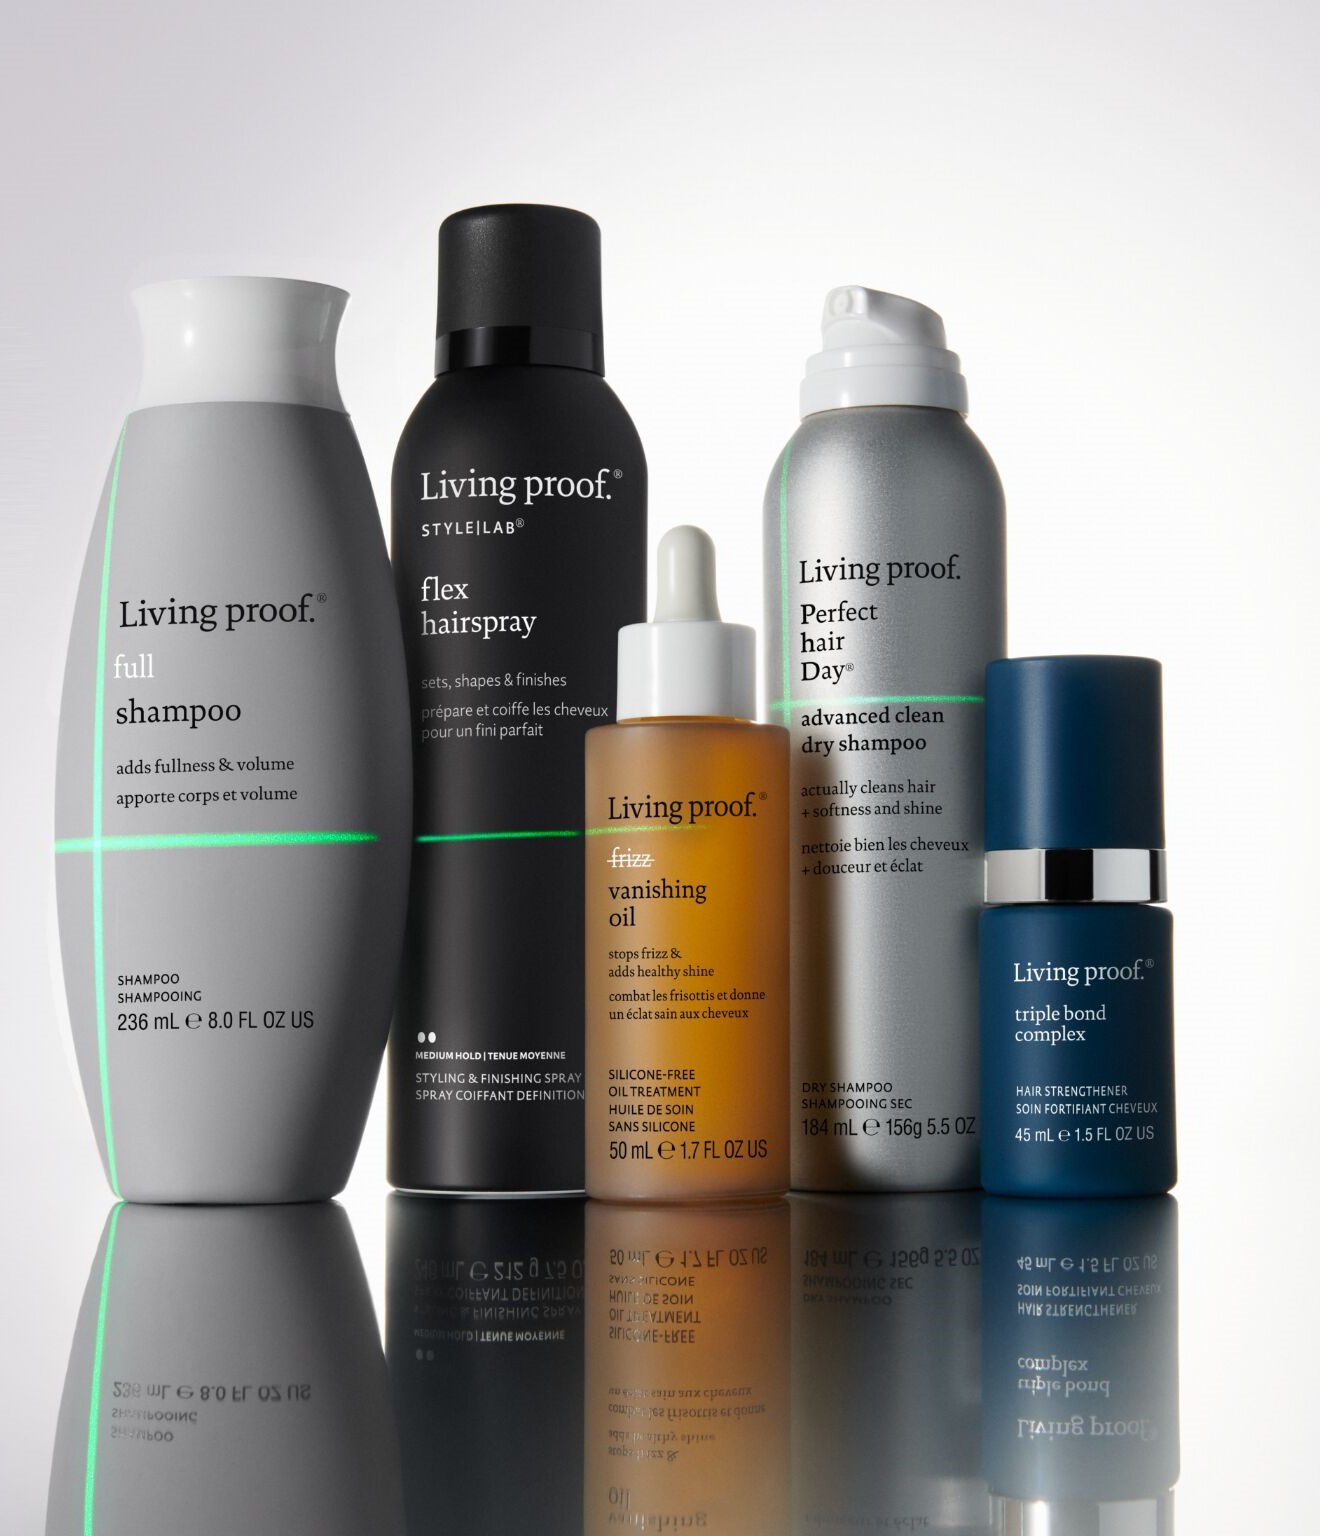 Living proof.®
full
shampoo
adds fullness & volume
apporte corps et volume
SHAMPOO
SHAMPOOING
236 mL ℮ 8.0 FL OZ US
Living proof.®
STYLE|LAB®
flex
hairspray
sets, shapes & finishes
prépare et coiffe les cheveux
pour un fini parfait
MEDIUM HOLD | TENUE MOYENNE
STYLING & FINISHING SPRAY
SPRAY COIFFANT DEFINITION
Living proof.®
frizz
vanishing
oil
stops frizz &
adds healthy shine
combat les frisottis et donne
un éclat sain aux cheveux
SILICONE-FREE
OIL TREATMENT
HUILE DE SOIN
SANS SILICONE
50 mL ℮ 1.7 FL OZ US
Living proof.
Perfect
hair
Day®
advanced clean
dry shampoo
actually cleans hair
+ softness and shine
nettoie bien les cheveux
+ douceur et éclat
DRY SHAMPOO
SHAMPOOING SEC
184 mL ℮ 156g 5.5 OZ
Living proof.®
triple bond
complex
HAIR STRENGTHENER
SOIN FORTIFIANT CHEVEUX
45 mL ℮ 1.5 FL OZ US